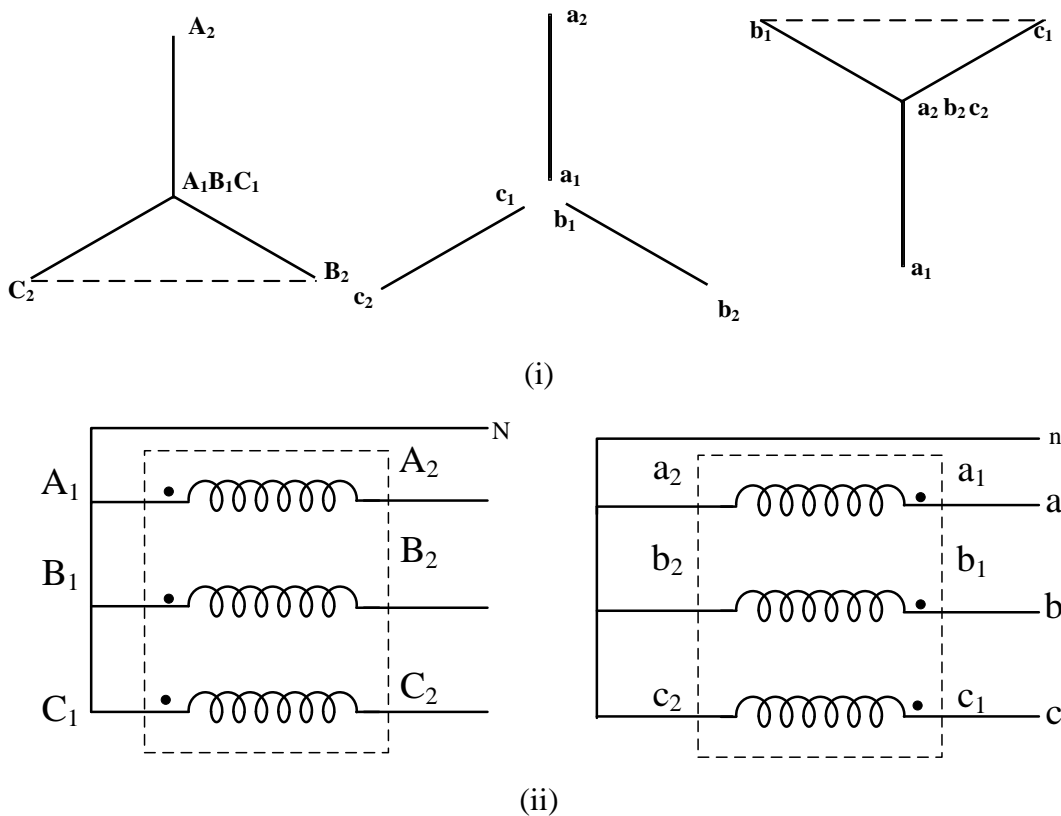 A₂
A₁B₁C₁
C₂
B₂
a₂
a₁
c₁
b₁
c₂
b₂
b₁
c₁
a₂ b₂ c₂
a₁
(i)
N
A₁
A₂
B₁
B₂
C₁
C₂
n
a₂
a₁
a
b₂
b₁
b
c₂
c₁
c
(ii)